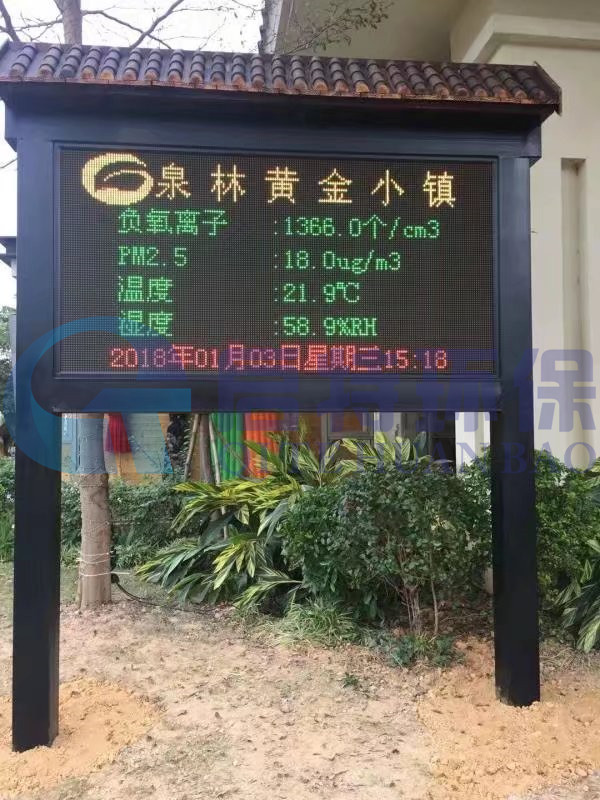 泉林黄金小镇
负氧离子 :1366.0个/cm3
PM2.5 :18.0ug/m3
温度 :21.9℃
湿度 :58.9%RH
2018年01月03日星期三15:18
环保